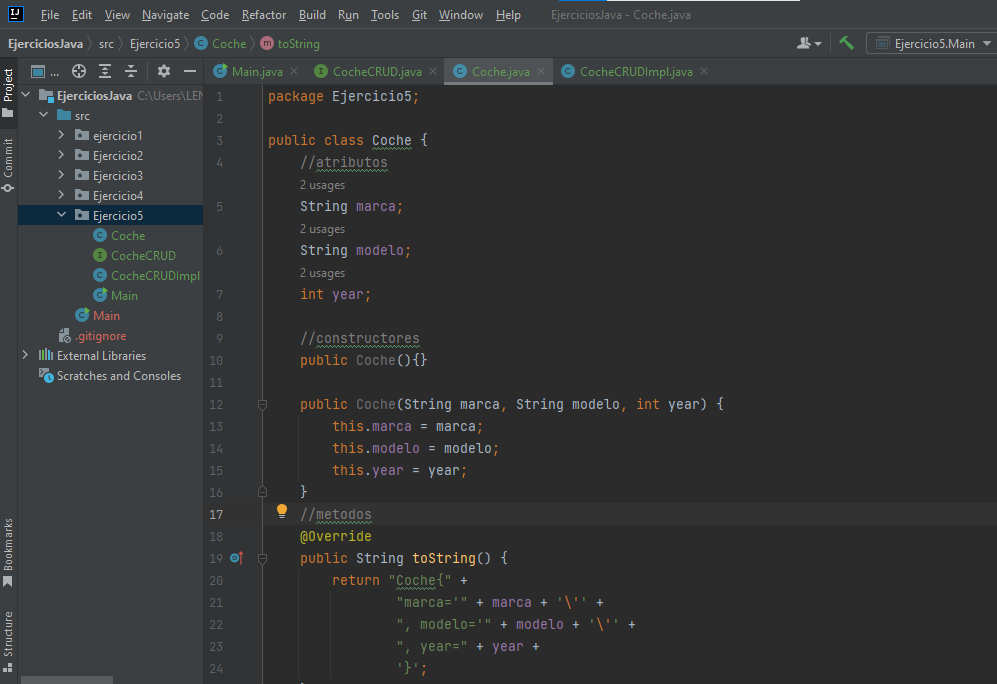 File Edit View Navigate Code Refactor Build Run Tools Git Window Help EjerciciosJava - Coche.java
EjerciciosJava src Ejercicio5 Coche toString Ejercicio5.Main
... Main.java CocheCRUD.java Coche.java CocheCRUDImpl.java
Project
Commit
Bookmarks
Structure
EjerciciosJava C:\Users\LEN
src
ejercicio1
Ejercicio2
Ejercicio3
Ejercicio4
Ejercicio5
Coche
CocheCRUD
CocheCRUDImpl
Main
Main
.gitignore
External Libraries
Scratches and Consoles
1 package Ejercicio5;
2
3 public class Coche {
4 //atributos
2 usages
5 String marca;
2 usages
6 String modelo;
2 usages
7 int year;
8
9 //constructores
10 public Coche(){}
11
12 public Coche(String marca, String modelo, int year) {
13 this.marca = marca;
14 this.modelo = modelo;
15 this.year = year;
16 }
17 //metodos
18 @Override
19 public String toString() {
20 return "Coche{" +
21 "marca='" + marca + '\'' +
22 ", modelo='" + modelo + '\'' +
23 ", year=" + year +
24 '}';